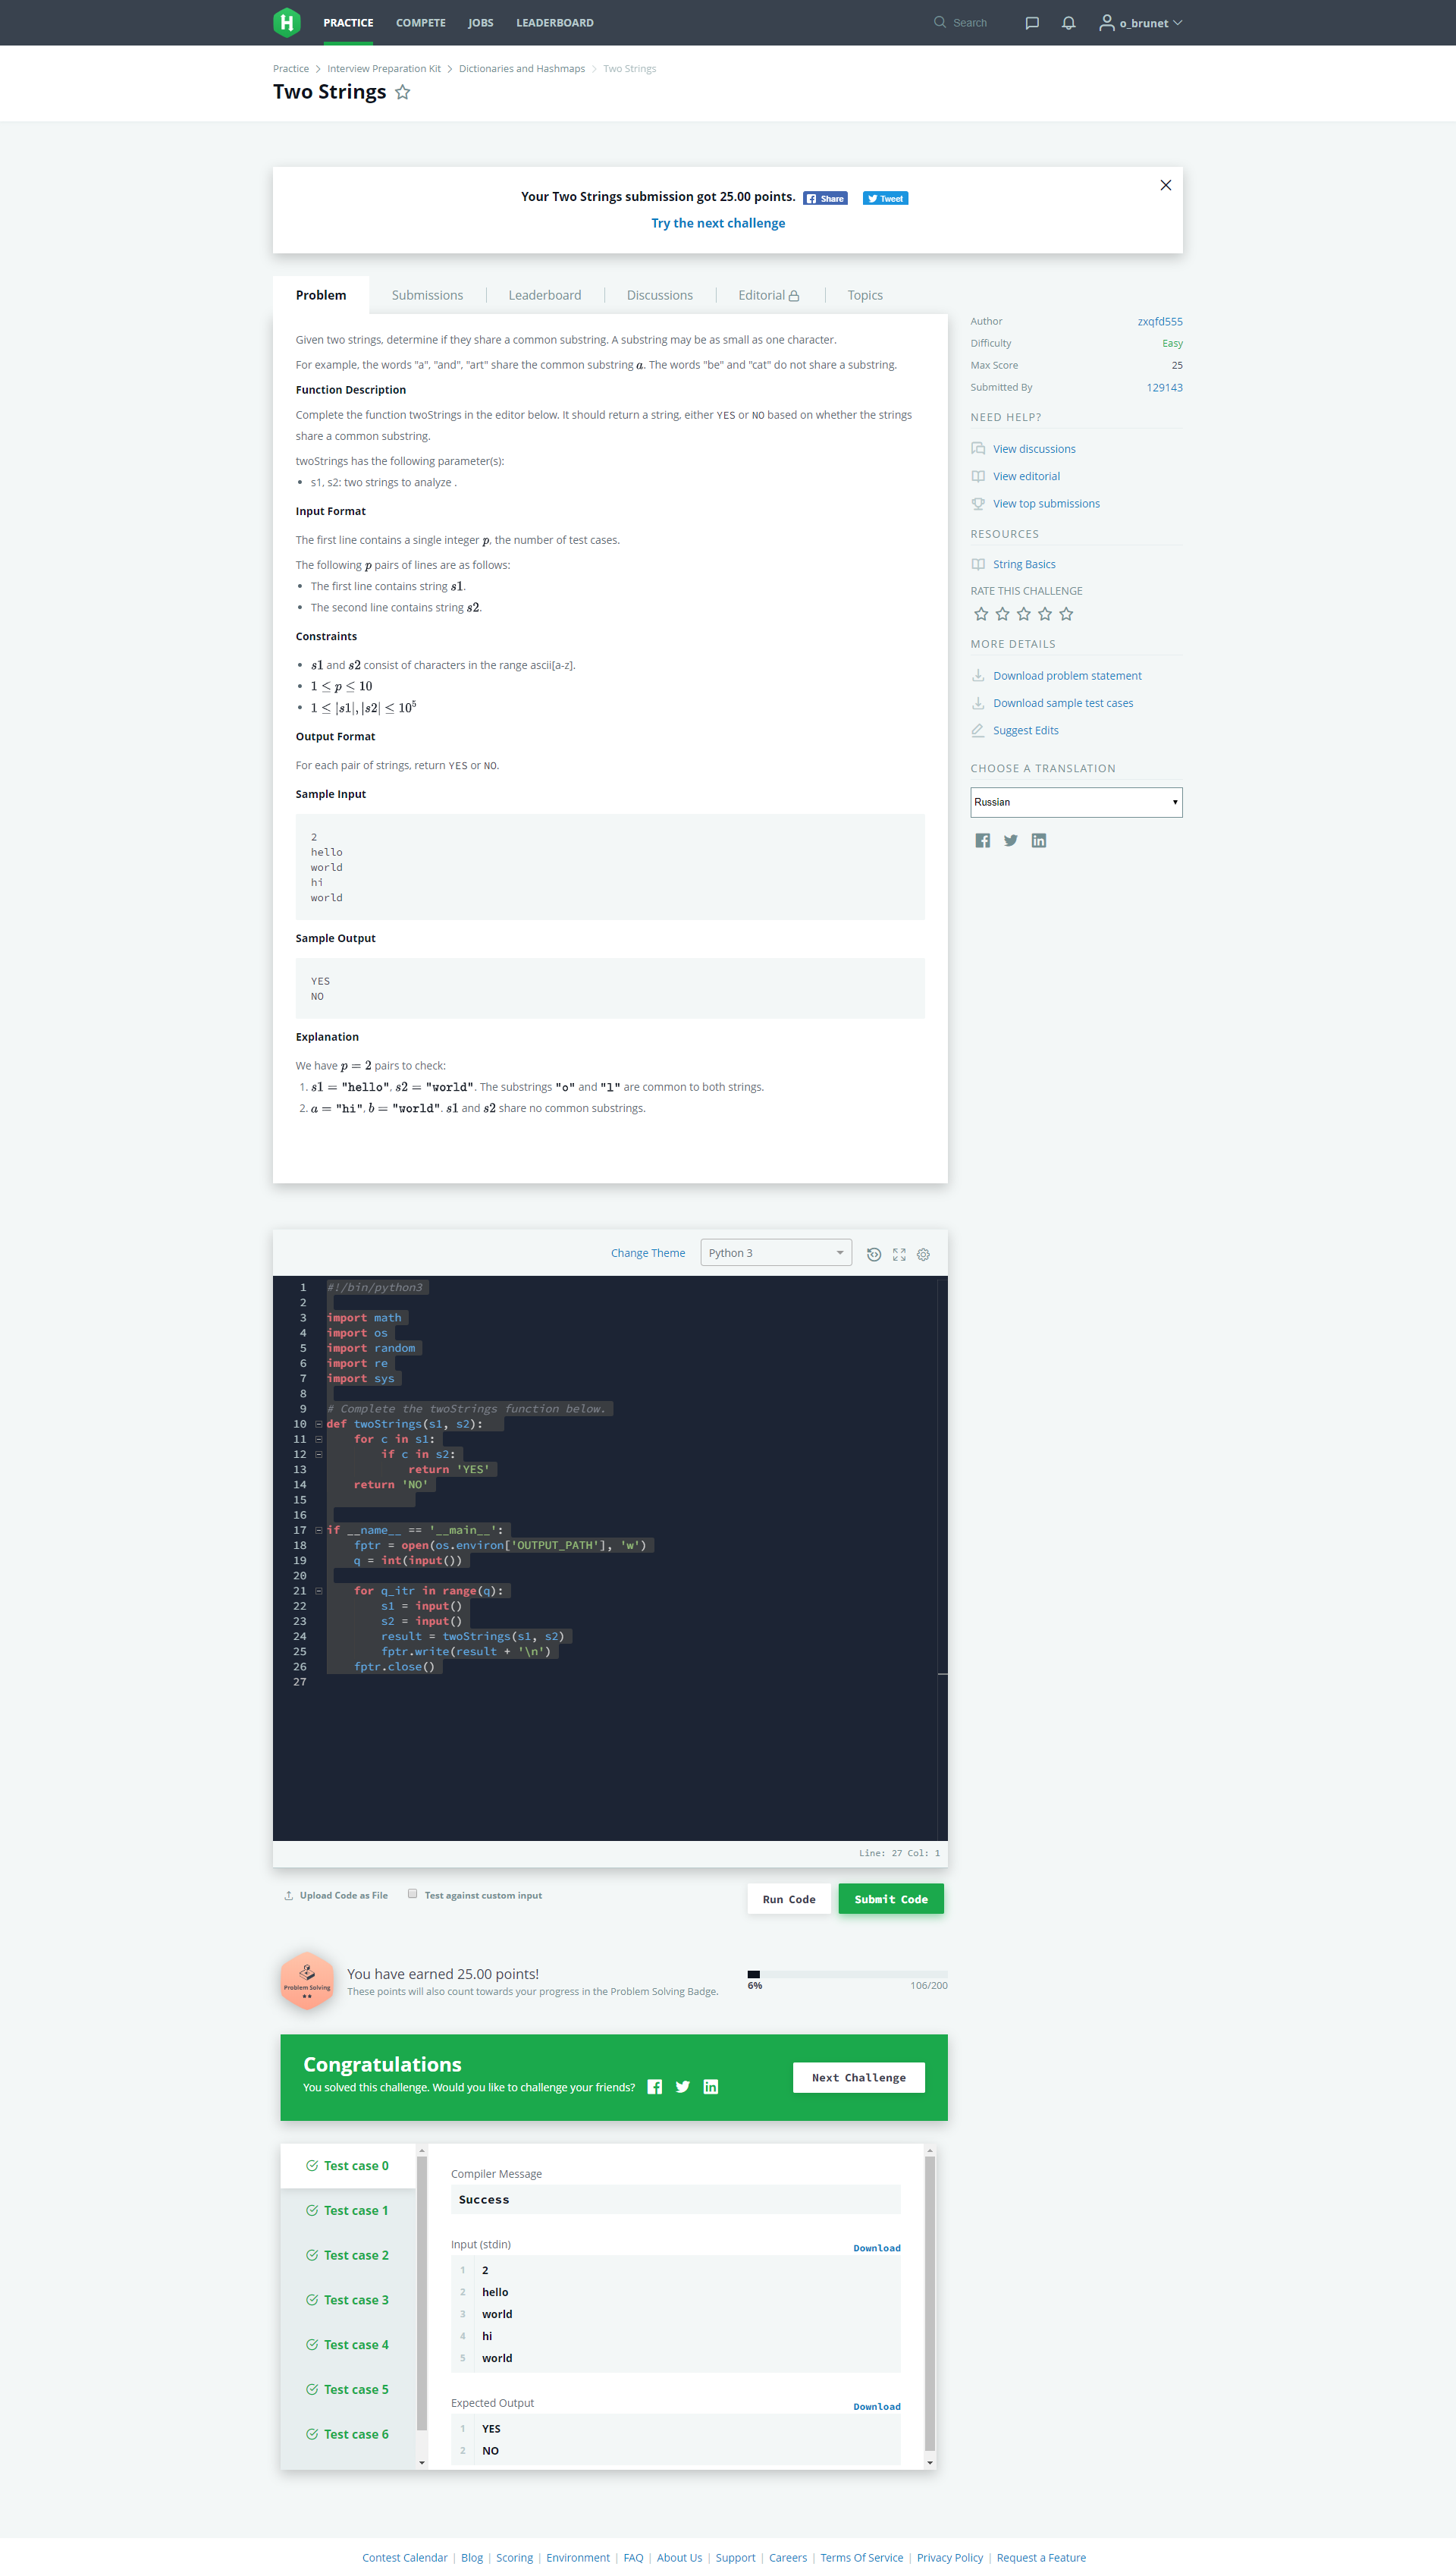 PRACTICE COMPETE JOBS LEADERBOARD Search o_brunet
Practice > Interview Preparation Kit > Dictionaries and Hashmaps > Two Strings
Two Strings
Your Two Strings submission got 25.00 points. Share Tweet
Try the next challenge
Problem Submissions Leaderboard Discussions Editorial Topics
Given two strings, determine if they share a common substring. A substring may be as small as one character.
For example, the words "a", "and", "art" share the common substring a. The words "be" and "cat" do not share a substring.
Function Description
Complete the function twoStrings in the editor below. It should return a string, either YES or NO based on whether the strings
share a common substring.
twoStrings has the following parameter(s):
• s1, s2: two strings to analyze .
Input Format
The first line contains a single integer p, the number of test cases.
The following p pairs of lines are as follows:
• The first line contains string s1.
• The second line contains string s2.
Constraints
• s1 and s2 consist of characters in the range ascii[a-z].
• 1 ≤ p ≤ 10
• 1 ≤ |s1|, |s2| ≤ 10⁵
Output Format
For each pair of strings, return YES or NO.
Sample Input
2
hello
world
hi
world
Sample Output
YES
NO
Explanation
We have p = 2 pairs to check:
1. s1 = "hello", s2 = "world". The substrings "o" and "l" are common to both strings.
2. a = "hi", b = "world". s1 and s2 share no common substrings.
Author zxqfd555
Difficulty Easy
Max Score 25
Submitted By 129143
NEED HELP?
View discussions
View editorial
View top submissions
RESOURCES
String Basics
RATE THIS CHALLENGE
MORE DETAILS
Download problem statement
Download sample test cases
Suggest Edits
CHOOSE A TRANSLATION
Russian
Change Theme Python 3
1 #!/bin/python3
2
3 import math
4 import os
5 import random
6 import re
7 import sys
8
9 # Complete the twoStrings function below.
10 def twoStrings(s1, s2):
11     for c in s1:
12         if c in s2:
13             return 'YES'
14     return 'NO'
15
16
17 if __name__ == '__main__':
18     fptr = open(os.environ['OUTPUT_PATH'], 'w')
19     q = int(input())
20
21     for q_itr in range(q):
22         s1 = input()
23         s2 = input()
24         result = twoStrings(s1, s2)
25         fptr.write(result + '\n')
26     fptr.close()
27
Line: 27 Col: 1
Upload Code as File Test against custom input Run Code Submit Code
Problem Solving
You have earned 25.00 points!
These points will also count towards your progress in the Problem Solving Badge.
6% 106/200
Congratulations
You solved this challenge. Would you like to challenge your friends?
Next Challenge
Test case 0
Test case 1
Test case 2
Test case 3
Test case 4
Test case 5
Test case 6
Compiler Message
Success
Input (stdin) Download
1 2
2 hello
3 world
4 hi
5 world
Expected Output Download
1 YES
2 NO
Contest Calendar | Blog | Scoring | Environment | FAQ | About Us | Support | Careers | Terms Of Service | Privacy Policy | Request a Feature